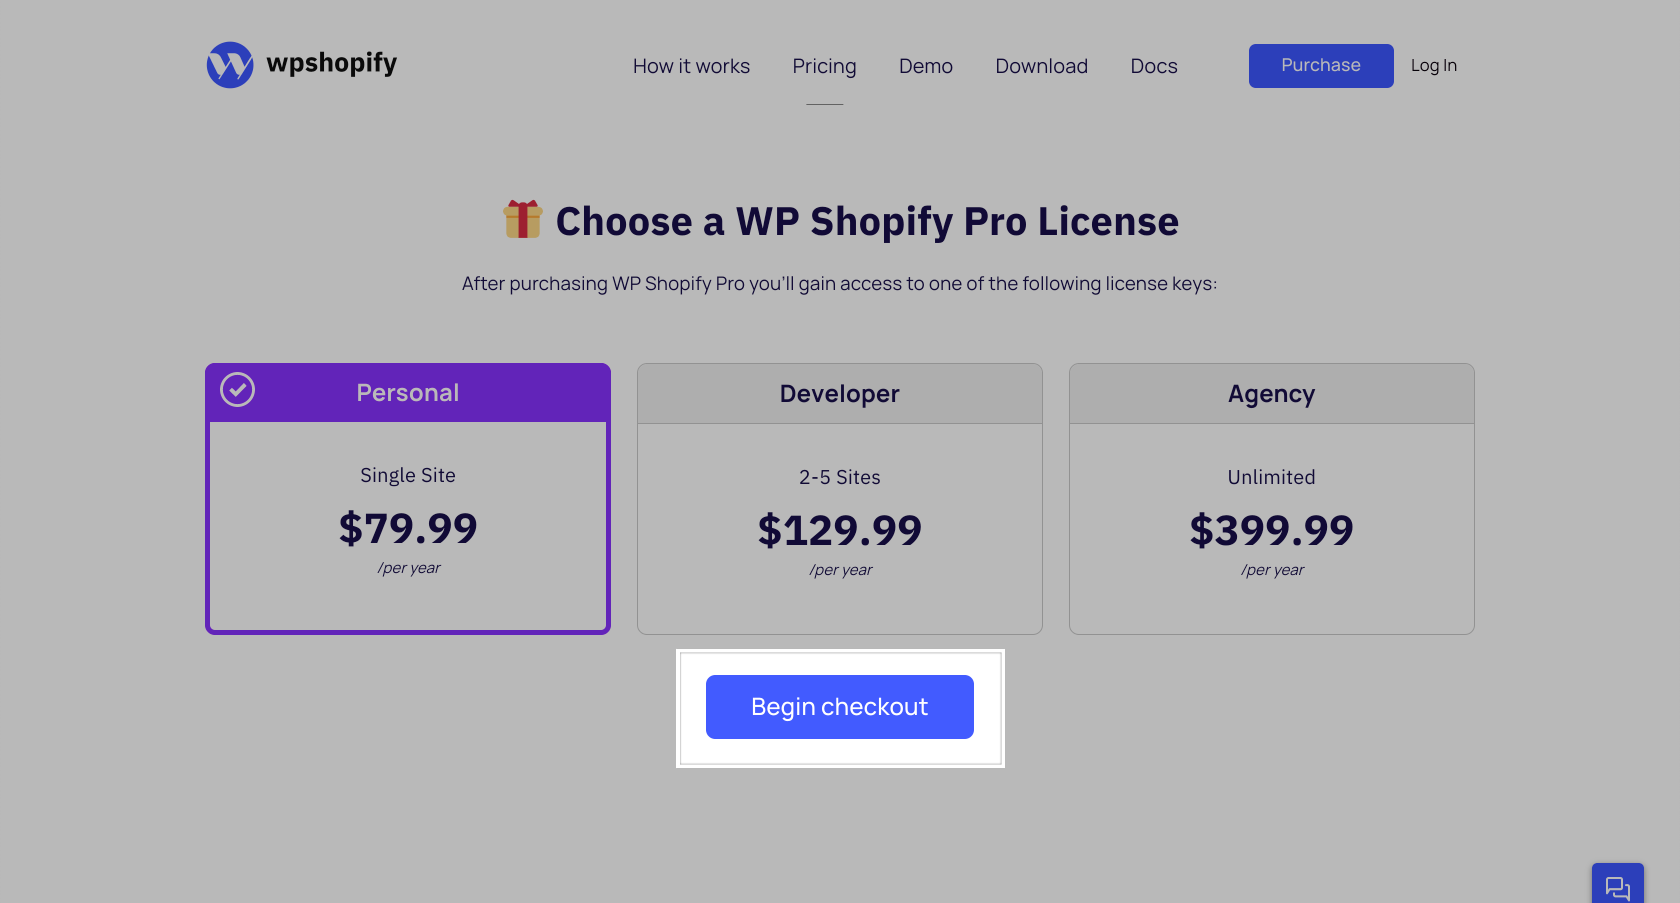 wpshopify
How it works
Pricing
Demo
Download
Docs
Purchase
Log In
Choose a WP Shopify Pro License
After purchasing WP Shopify Pro you'll gain access to one of the following license keys:
Personal
Single Site
$79.99
/per year
Developer
2-5 Sites
$129.99
/per year
Agency
Unlimited
$399.99
/per year
Begin checkout